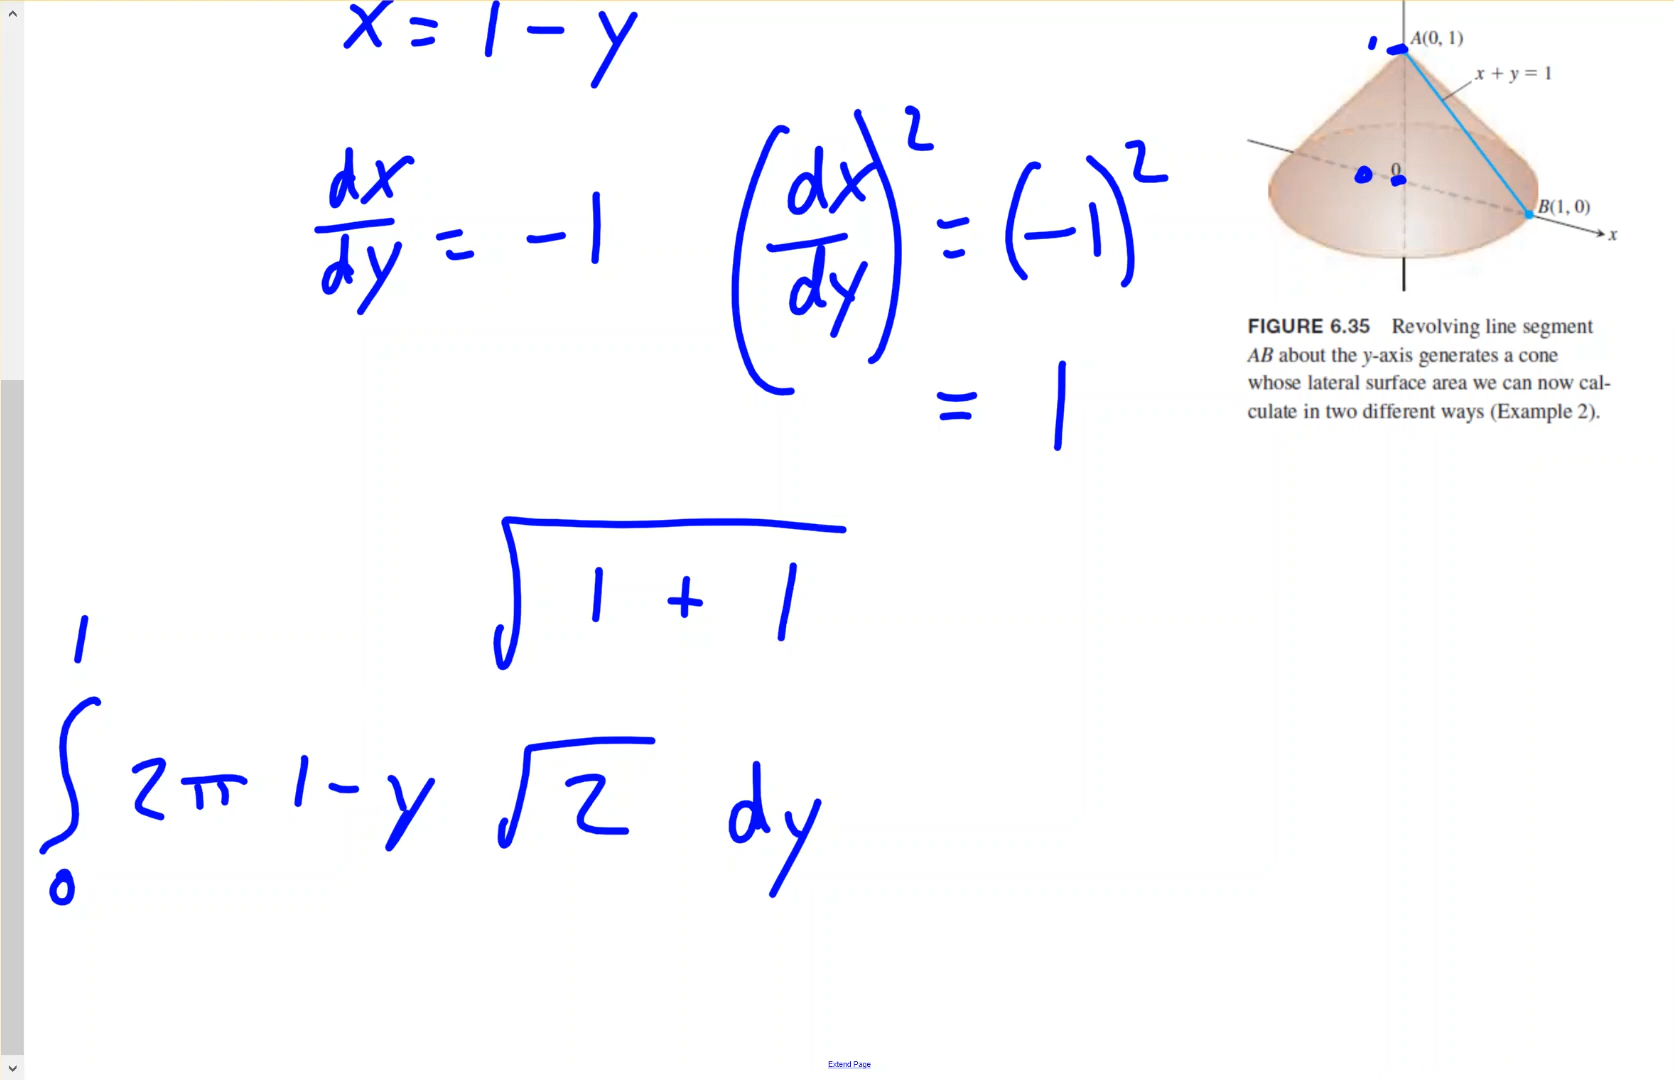 x = 1 - y
dx/dy = -1 (dx/dy)² = (-1)²
= 1
√(1 + 1)
∫₀¹ 2π 1 - y √2 dy
1 A(0, 1)
x + y = 1
0 0
B(1, 0)
x
FIGURE 6.35 Revolving line segment
AB about the y-axis generates a cone
whose lateral surface area we can now cal-
culate in two different ways (Example 2).
Extend Page